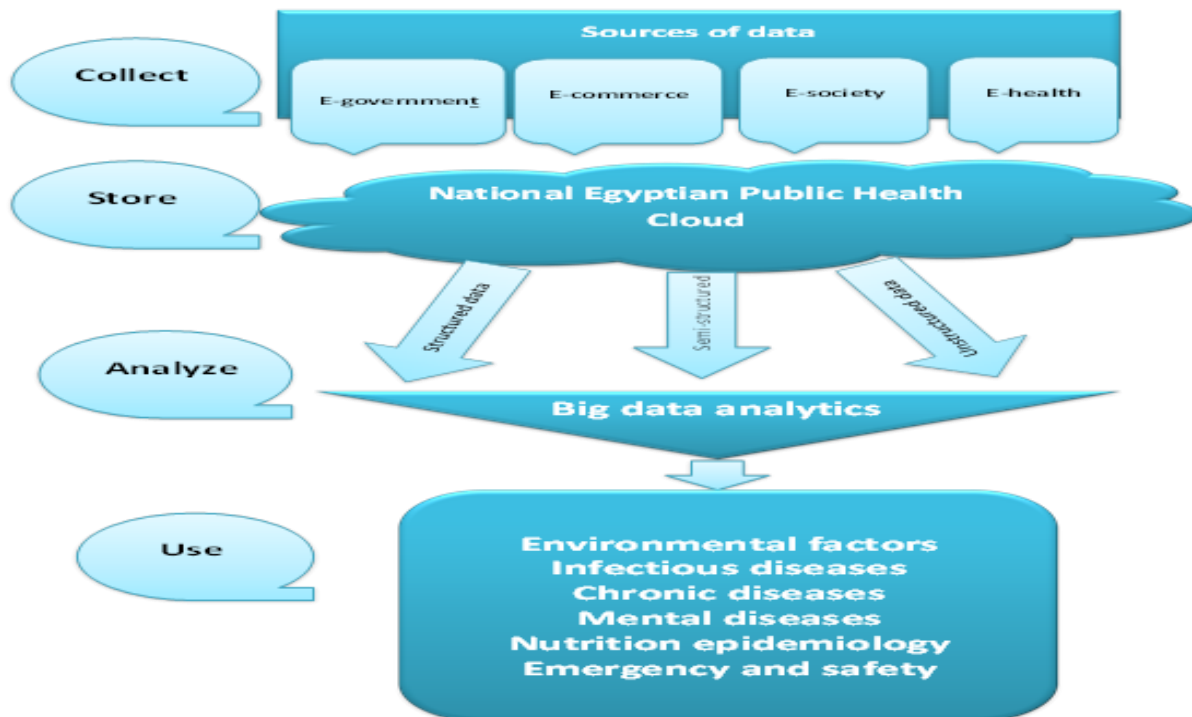 Sources of data
Collect
E-government
E-commerce
E-society
E-health
Store
National Egyptian Public Health
Cloud
Structured data
Semi-structured
Unstructured data
Analyze
Big data analytics
Use
Environmental factors
Infectious diseases
Chronic diseases
Mental diseases
Nutrition epidemiology
Emergency and safety